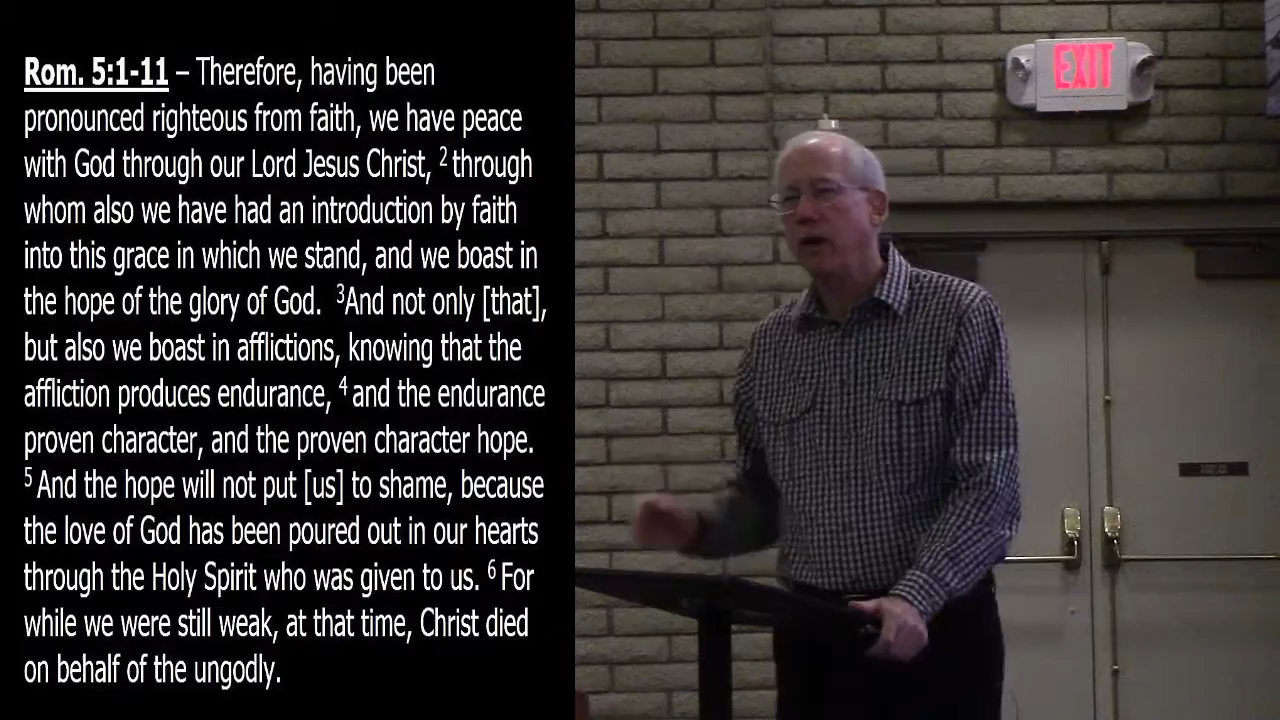 Rom. 5:1-11 – Therefore, having been
pronounced righteous from faith, we have peace
with God through our Lord Jesus Christ, 2 through
whom also we have had an introduction by faith
into this grace in which we stand, and we boast in
the hope of the glory of God. 3And not only [that],
but also we boast in afflictions, knowing that the
affliction produces endurance, 4 and the endurance
proven character, and the proven character hope.
5 And the hope will not put [us] to shame, because
the love of God has been poured out in our hearts
through the Holy Spirit who was given to us. 6 For
while we were still weak, at that time, Christ died
on behalf of the ungodly.
EXIT